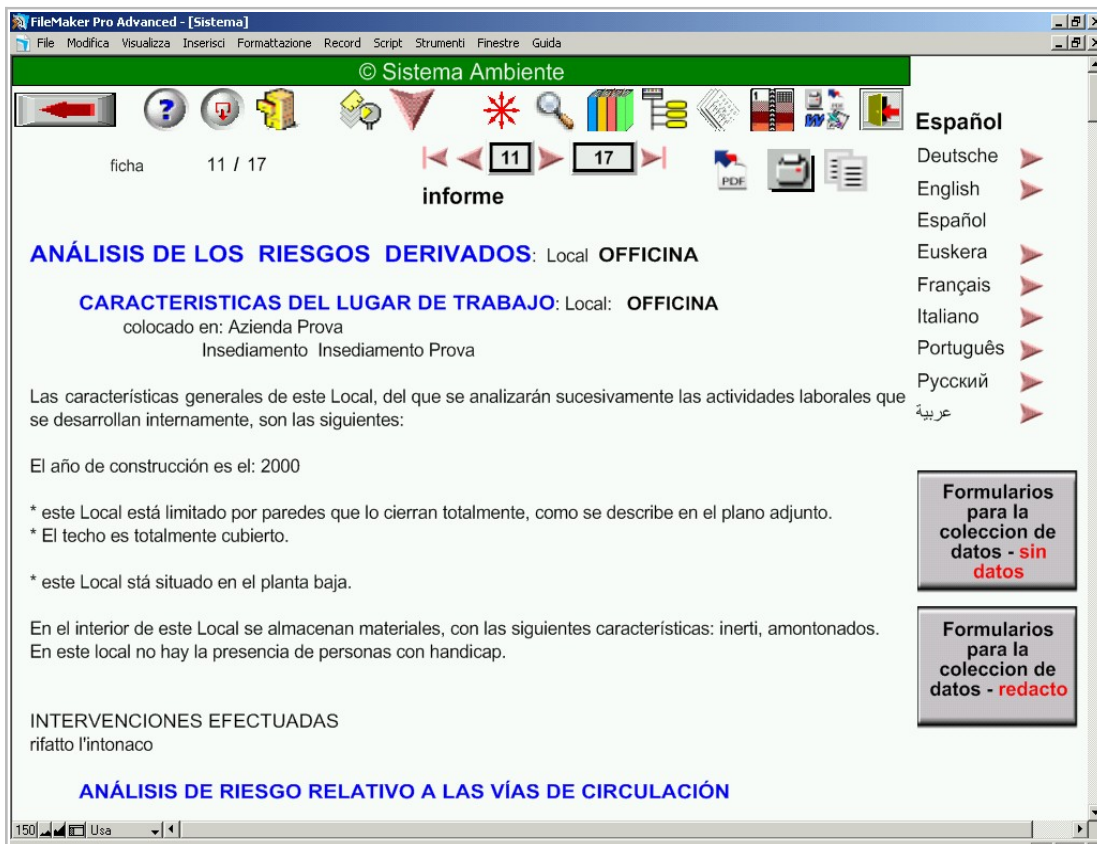 FileMaker Pro Advanced - [Sistema]
File Modifica Visualizza Inserisci Formattazione Record Script Strumenti Finestre Guida
© Sistema Ambiente
ficha 11 / 17
11 17
PDF
informe
Español
Deutsche
English
Español
Euskera
Français
Italiano
Português
Русский
عربية
ANÁLISIS DE LOS RIESGOS DERIVADOS: Local OFFICINA
CARACTERISTICAS DEL LUGAR DE TRABAJO: Local: OFFICINA
colocado en: Azienda Prova
Insediamento Insediamento Prova
Las características generales de este Local, del que se analizarán sucesivamente las actividades laborales que
se desarrollan internamente, son las siguientes:
El año de construcción es el: 2000
* este Local está limitado por paredes que lo cierran totalmente, como se describe en el plano adjunto.
* El techo es totalmente cubierto.
* este Local stá situado en el planta baja.
En el interior de este Local se almacenan materiales, con las siguientes características: inerti, amontonados.
En este local no hay la presencia de personas con handicap.
INTERVENCIONES EFECTUADAS
rifatto l'intonaco
ANÁLISIS DE RIESGO RELATIVO A LAS VÍAS DE CIRCULACIÓN
Formularios
para la
coleccion de
datos - sin
datos
Formularios
para la
coleccion de
datos - redacto
150 Usa